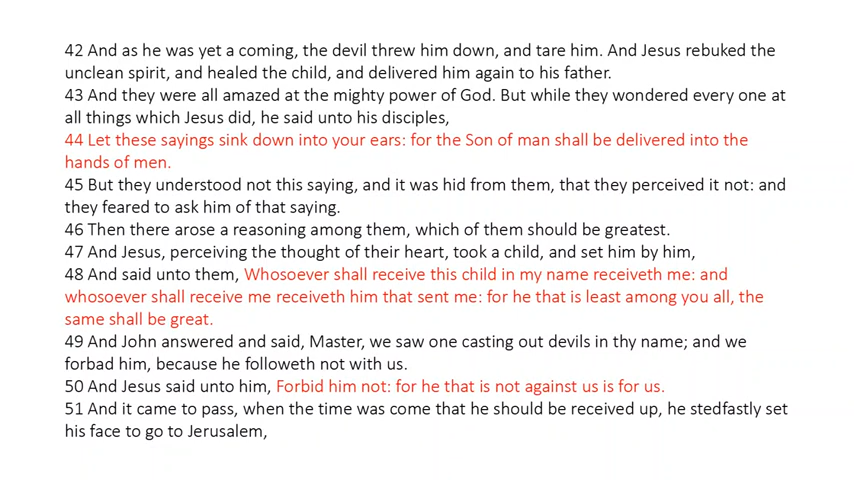 42 And as he was yet a coming, the devil threw him down, and tare him. And Jesus rebuked the
unclean spirit, and healed the child, and delivered him again to his father.
43 And they were all amazed at the mighty power of God. But while they wondered every one at
all things which Jesus did, he said unto his disciples,
44 Let these sayings sink down into your ears: for the Son of man shall be delivered into the
hands of men.
45 But they understood not this saying, and it was hid from them, that they perceived it not: and
they feared to ask him of that saying.
46 Then there arose a reasoning among them, which of them should be greatest.
47 And Jesus, perceiving the thought of their heart, took a child, and set him by him,
48 And said unto them, Whosoever shall receive this child in my name receiveth me: and
whosoever shall receive me receiveth him that sent me: for he that is least among you all, the
same shall be great.
49 And John answered and said, Master, we saw one casting out devils in thy name; and we
forbad him, because he followeth not with us.
50 And Jesus said unto him, Forbid him not: for he that is not against us is for us.
51 And it came to pass, when the time was come that he should be received up, he stedfastly set
his face to go to Jerusalem,